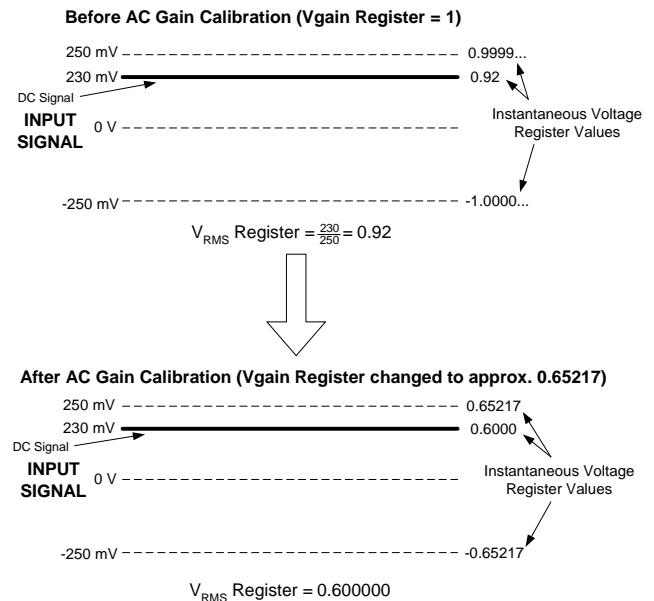 Before AC Gain Calibration (Vgain Register = 1)
250 mV 0.9999...
230 mV 0.92
DC Signal
INPUT SIGNAL
0 V
Instantaneous Voltage
Register Values
-250 mV -1.0000...
V_RMS Register = 230/250 = 0.92
After AC Gain Calibration (Vgain Register changed to approx. 0.65217)
250 mV 0.65217
230 mV 0.6000
DC Signal
INPUT SIGNAL
0 V
Instantaneous Voltage
Register Values
-250 mV -0.65217
V_RMS Register = 0.600000